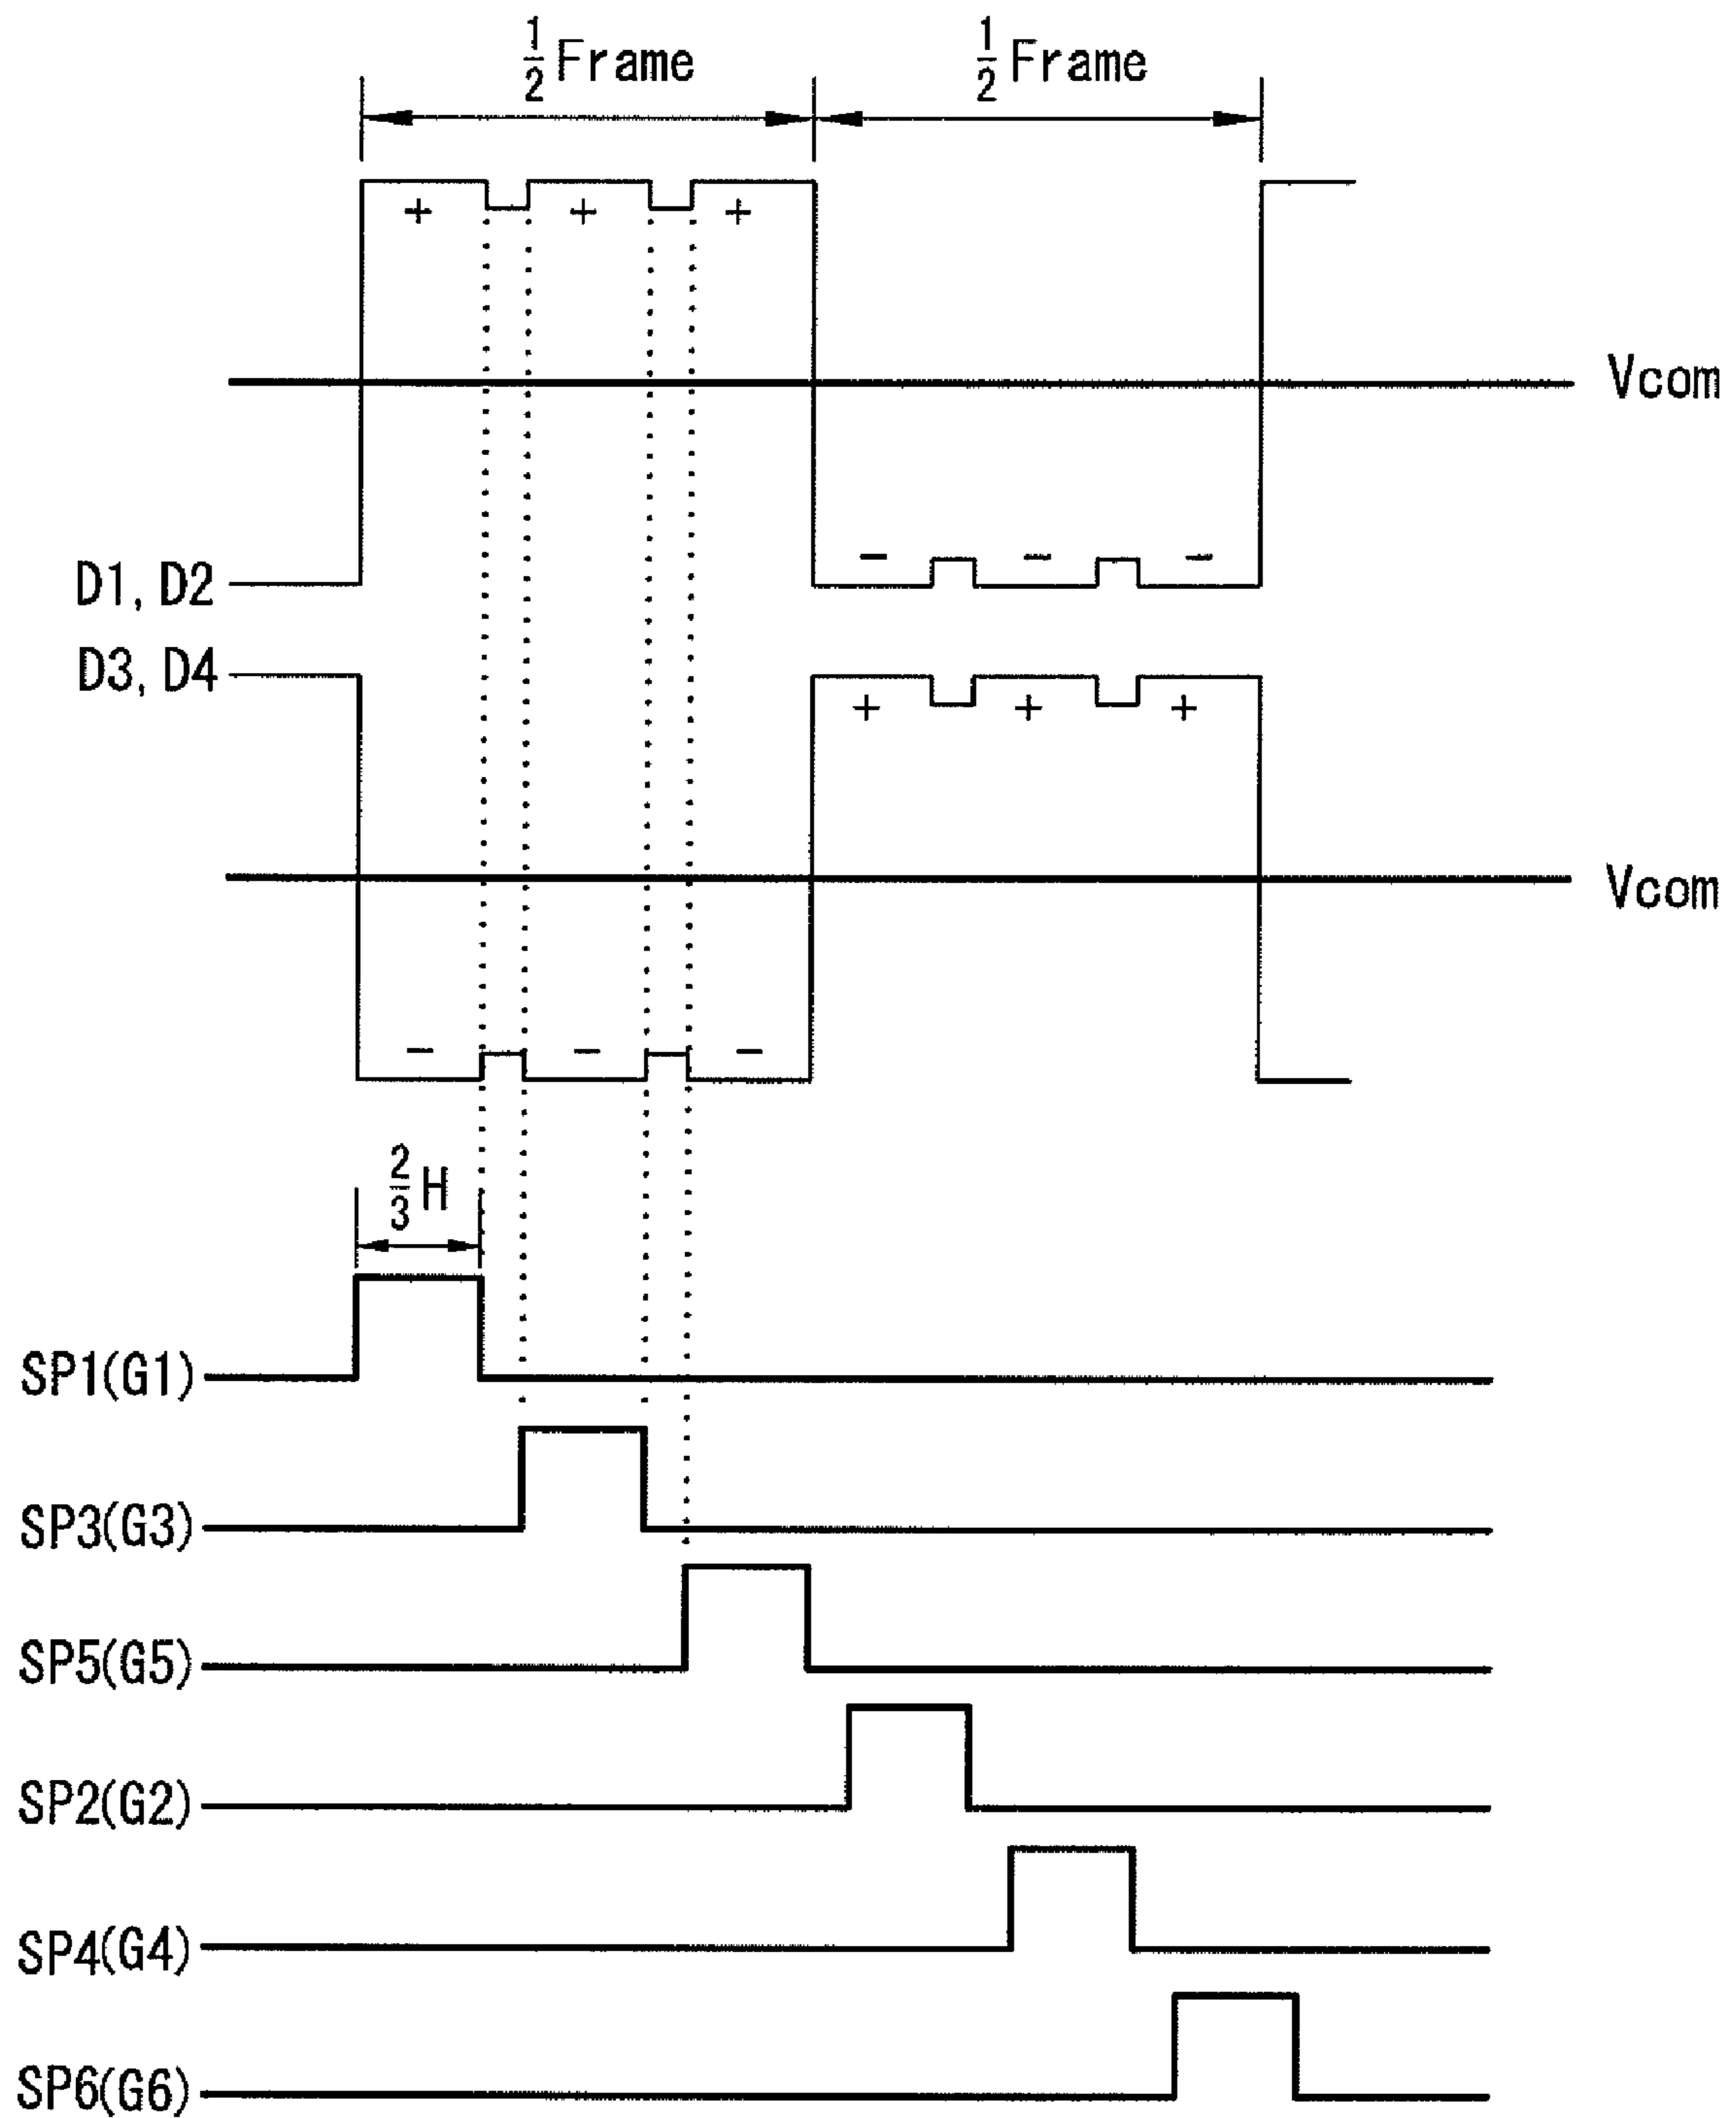 1/2 Frame 1/2 Frame
+ + +
Vcom
− − −
D1, D2
D3, D4
+ + +
Vcom
− − −
2/3 H
SP1(G1)
SP3(G3)
SP5(G5)
SP2(G2)
SP4(G4)
SP6(G6)